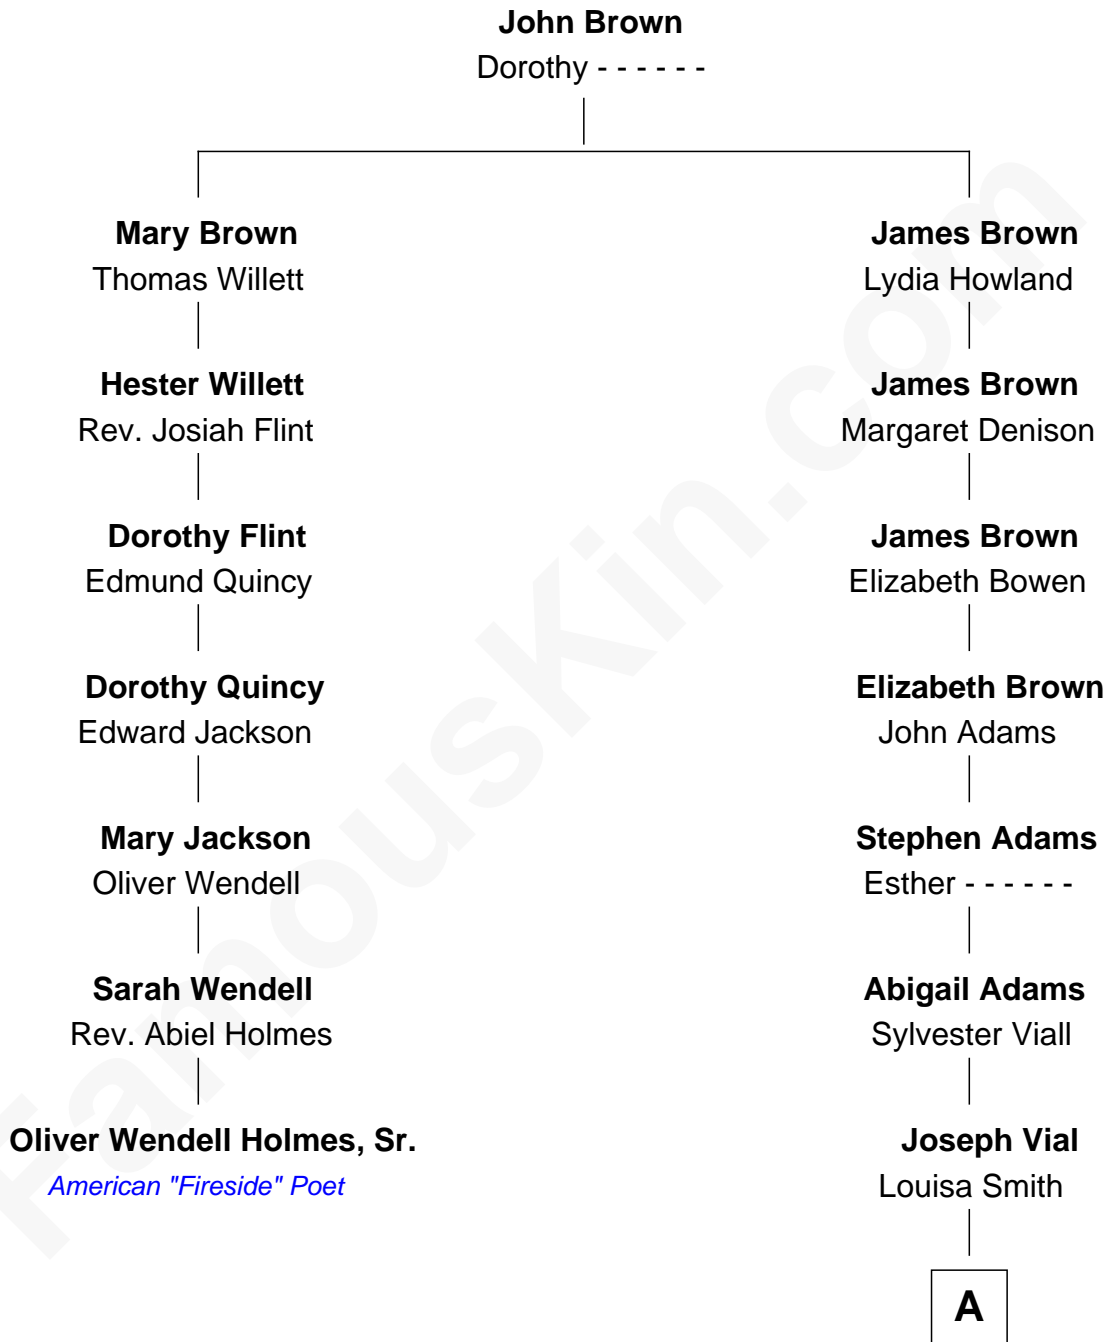 John Brown
Dorothy - - - - - -
Mary Brown
Thomas Willett
Hester Willett
Rev. Josiah Flint
Dorothy Flint
Edmund Quincy
Dorothy Quincy
Edward Jackson
Mary Jackson
Oliver Wendell
Sarah Wendell
Rev. Abiel Holmes
Oliver Wendell Holmes, Sr.
American "Fireside" Poet
James Brown
Lydia Howland
James Brown
Margaret Denison
James Brown
Elizabeth Bowen
Elizabeth Brown
John Adams
Stephen Adams
Esther - - - - - -
Abigail Adams
Sylvester Viall
Joseph Vial
Louisa Smith
A
FamousKin.com